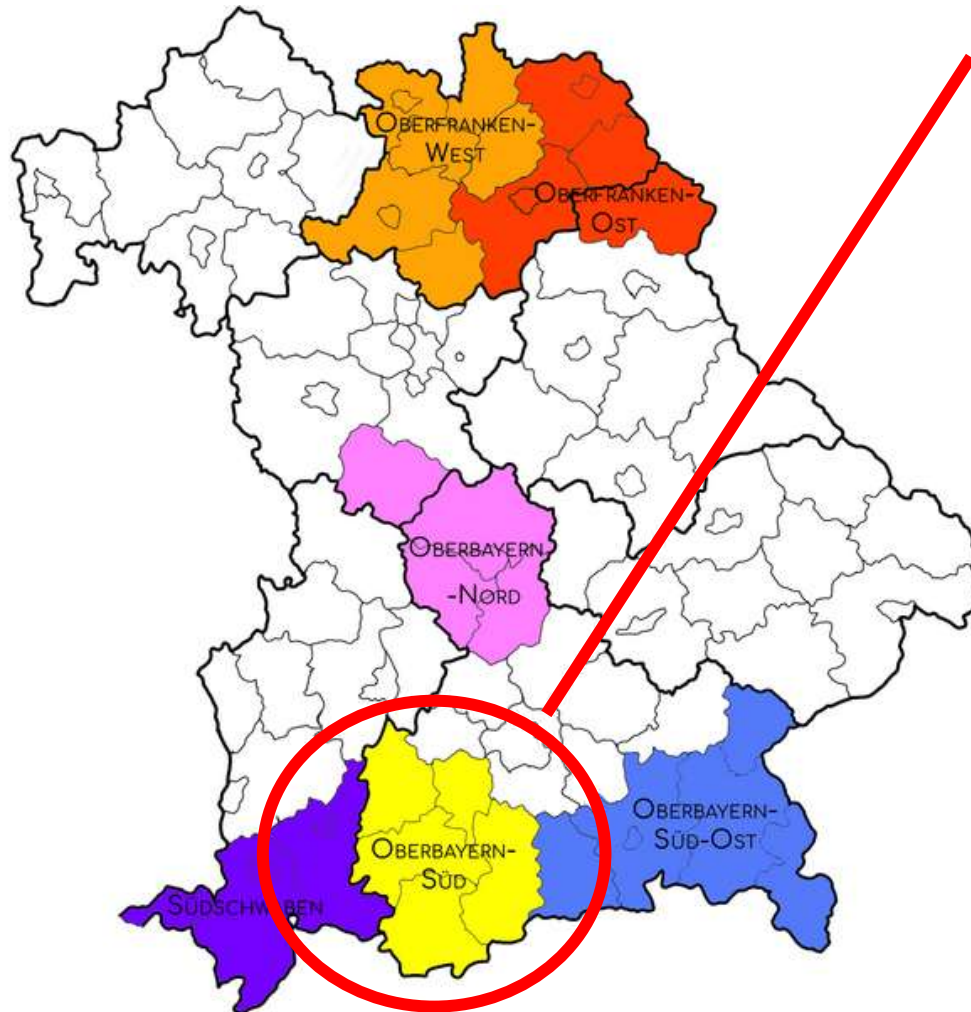 OBERFRANKEN-
WEST
OBERFRANKEN-
OST
OBERBAYERN
-NORD
OBERBAYERN-
SÜD-OST
OBERBAYERN-
SÜD
SÜDSCHWABEN